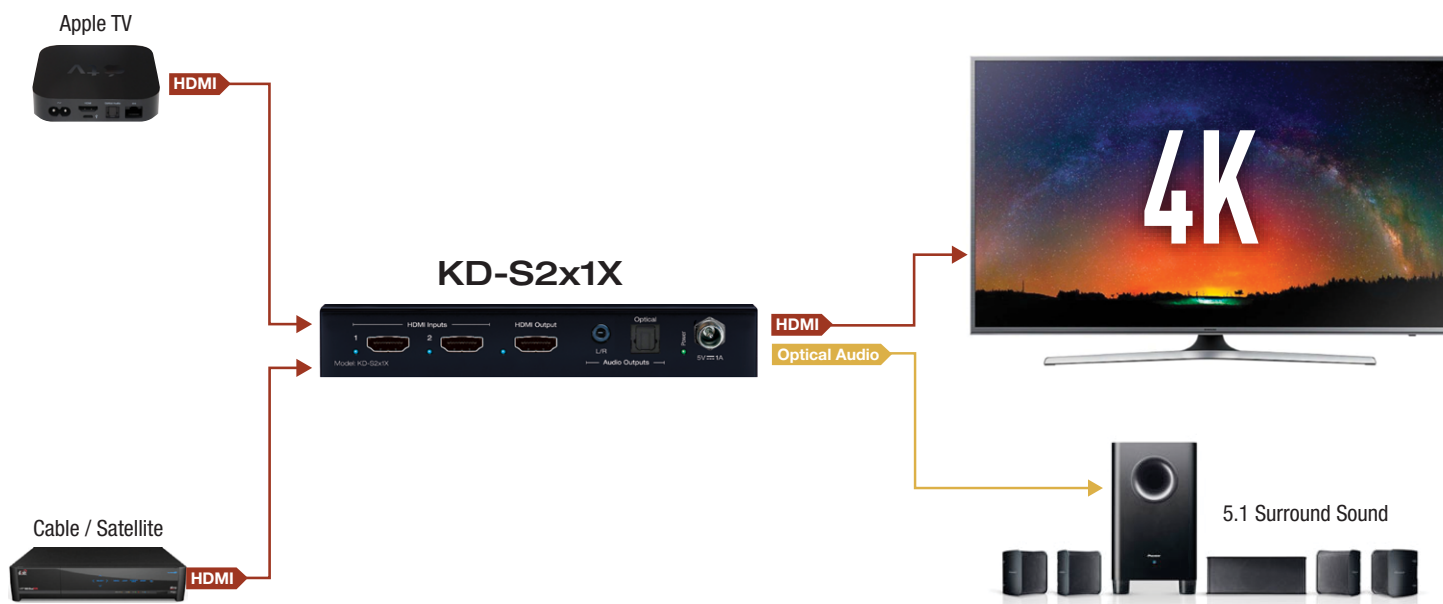 Apple TV
HDMI
4K
KD-S2x1X
HDMI Inputs
HDMI Output
Optical
1
2
L/R
Power
5V 1A
Model KD-S2x1X
Audio Outputs
HDMI
Optical Audio
Cable / Satellite
HDMI
5.1 Surround Sound
Pioneer